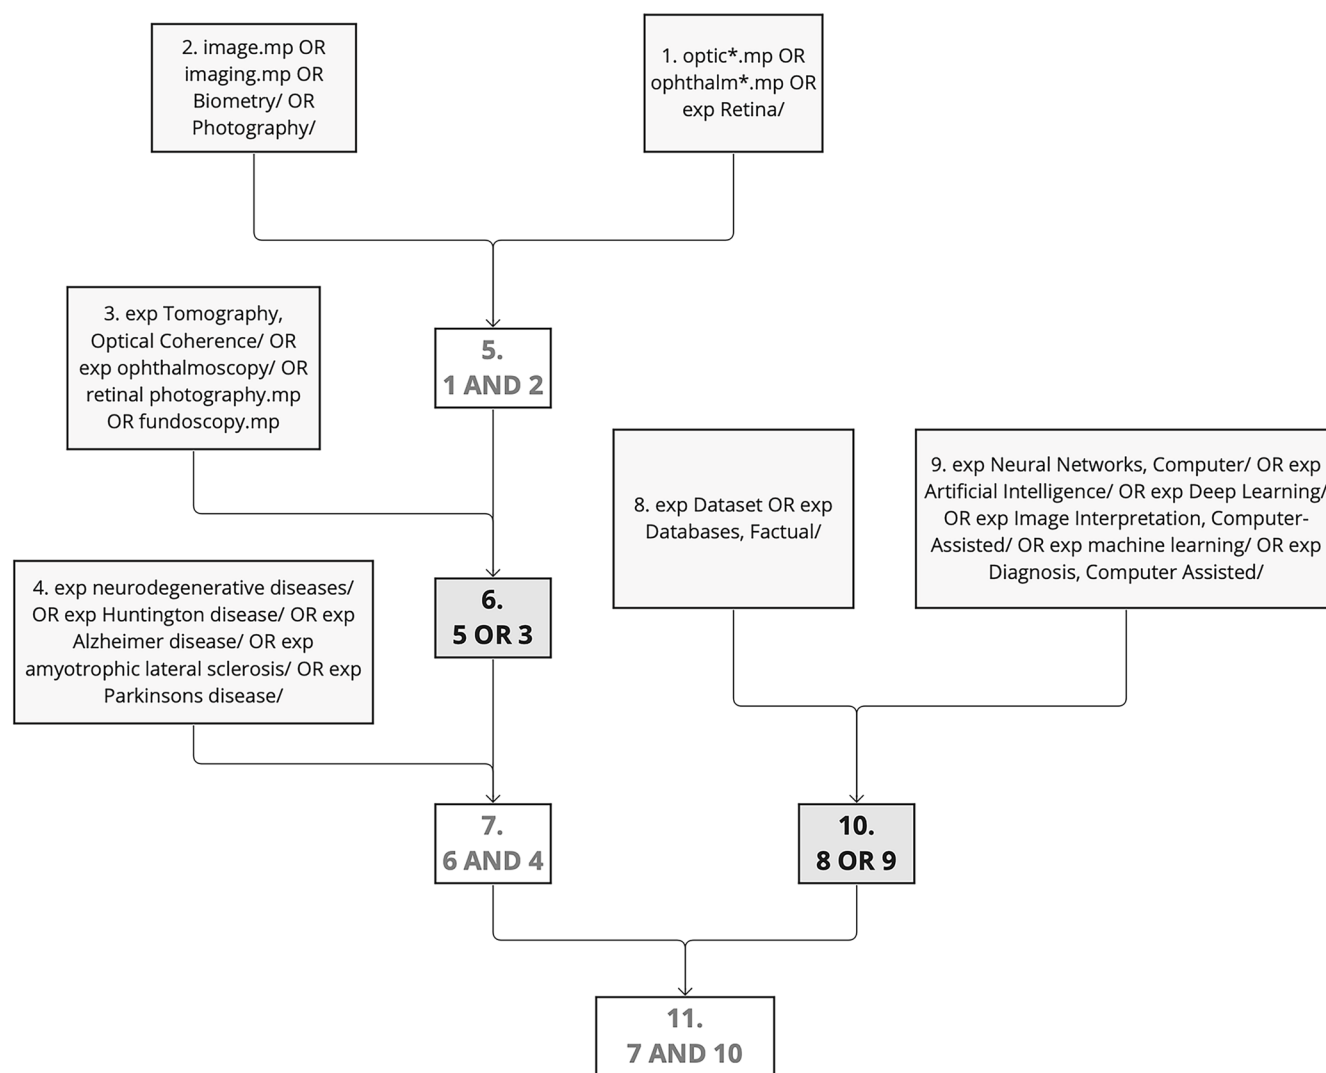 2. image.mp OR
imaging.mp OR
Biometry/ OR
Photography/
1. optic*.mp OR
ophthalm*.mp OR
exp Retina/
3. exp Tomography,
Optical Coherence/ OR
exp ophthalmoscopy/ OR
retinal photography.mp
OR fundoscopy.mp
5.
1 AND 2
4. exp neurodegenerative diseases/
OR exp Huntington disease/ OR exp
Alzheimer disease/ OR exp
amyotrophic lateral sclerosis/ OR exp
Parkinsons disease/
6.
5 OR 3
8. exp Dataset OR exp
Databases, Factual/
9. exp Neural Networks, Computer/ OR exp
Artificial Intelligence/ OR exp Deep Learning/
OR exp Image Interpretation, Computer-
Assisted/ OR exp machine learning/ OR exp
Diagnosis, Computer Assisted/
7.
6 AND 4
10.
8 OR 9
11.
7 AND 10